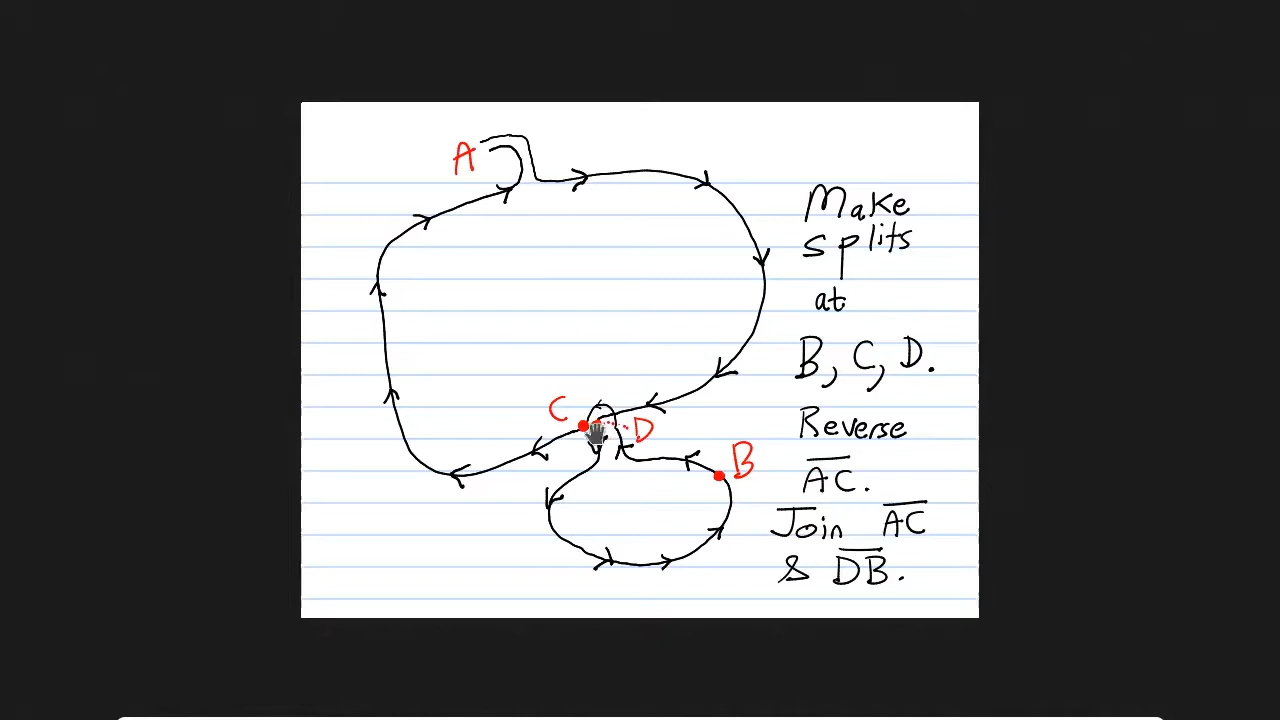 A
Make
splits
at
C
D
B, C, D.
B
Reverse
AC.
Join AC
& DB.